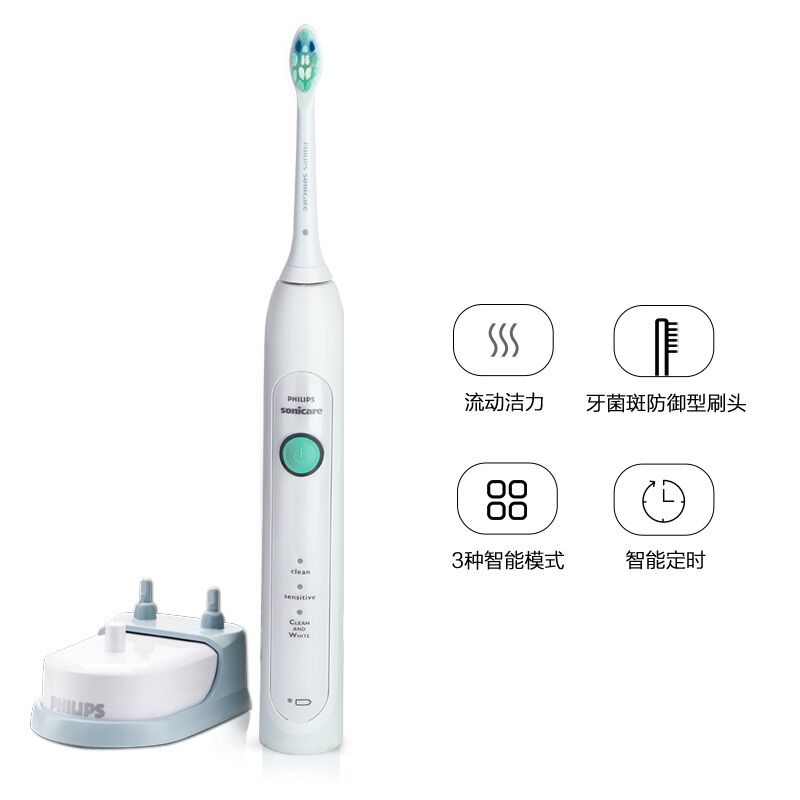 PHILIPS sonicare
PHILIPS
sonicare
clean
sensitive
CLEAN
AND
WHITE
PHILIPS
流动洁力
牙菌斑防御型刷头
3种智能模式
智能定时